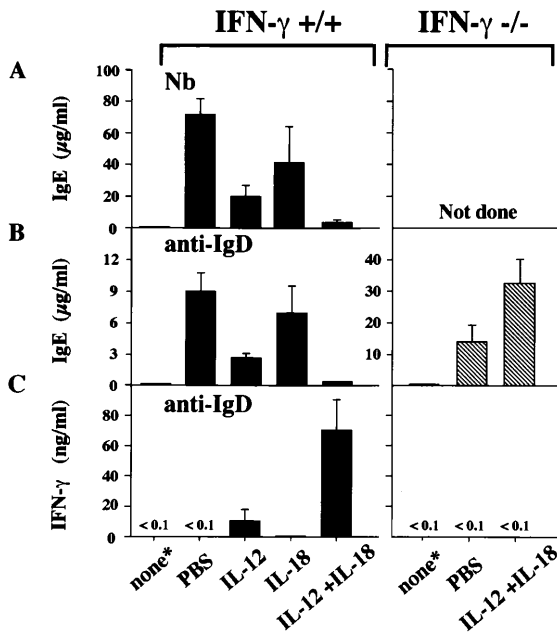 IFN-γ +/+ IFN-γ -/-
A
Nb
IgE (µg/ml)
100
80
60
40
20
0
Not done
B
anti-IgD
IgE (µg/ml)
12
9
6
3
0
40
30
20
10
C
anti-IgD
IFN-γ (ng/ml)
80
60
40
20
0
< 0.1 < 0.1 < 0.1 < 0.1 < 0.1
none* PBS IL-12 IL-18 IL-12 +IL-18 none* PBS IL-12 +IL-18